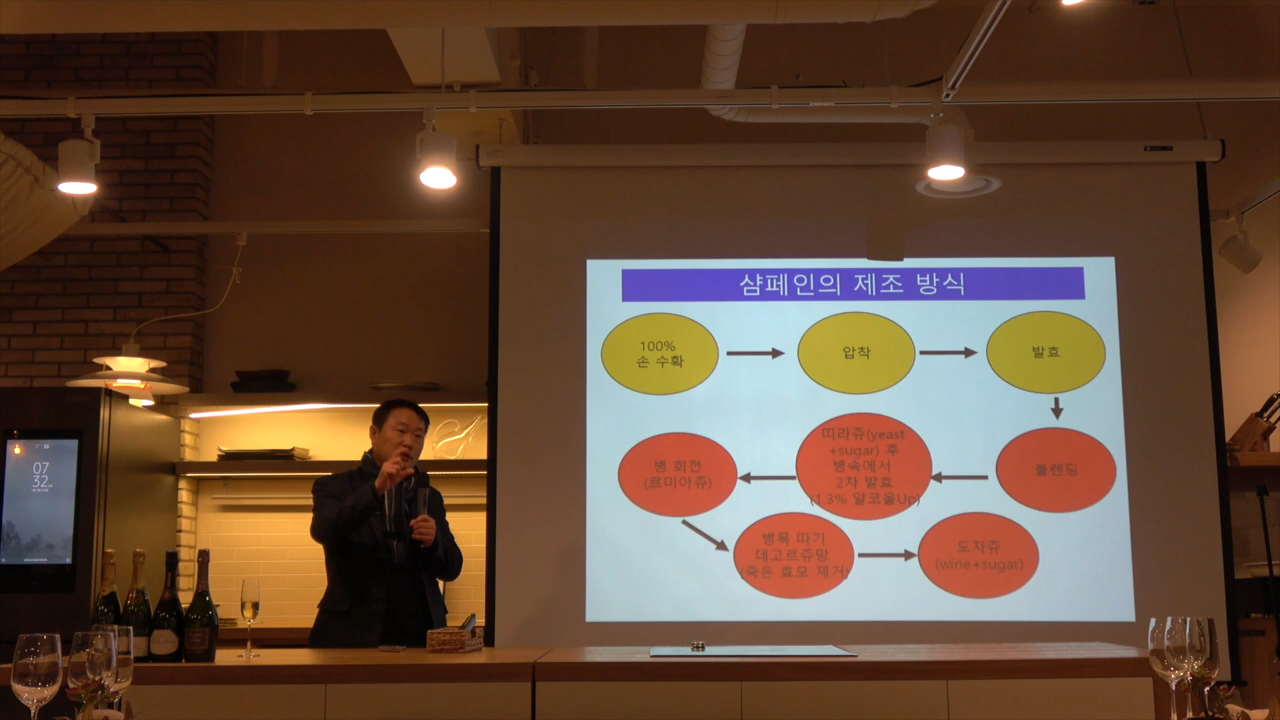 샴페인의 제조 방식
100%
손 수확
압착
발효
블렌딩
띠라쥬(yeast
+sugar) 후
병속에서
2차 발효
(1.3% 알코올Up)
병 회전
(르미아쥬)
병목 따기
데고르쥬망
(죽은 효모 제거)
도자쥬
(wine+sugar)
07
32